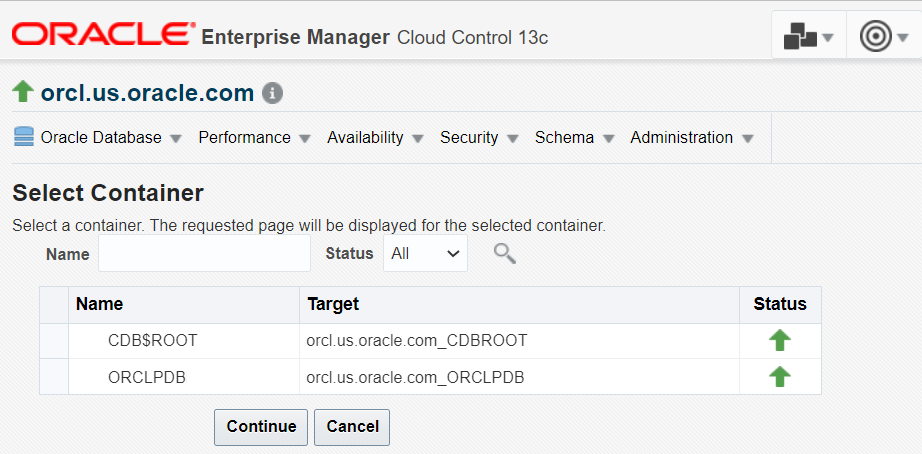 ORACLE® Enterprise Manager Cloud Control 13c
orcl.us.oracle.com
Oracle Database Performance Availability Security Schema Administration
Select Container
Select a container. The requested page will be displayed for the selected container.
Name Status All
Name Target Status
CDB$ROOT orcl.us.oracle.com_CDBROOT
ORCLPDB orcl.us.oracle.com_ORCLPDB
Continue Cancel